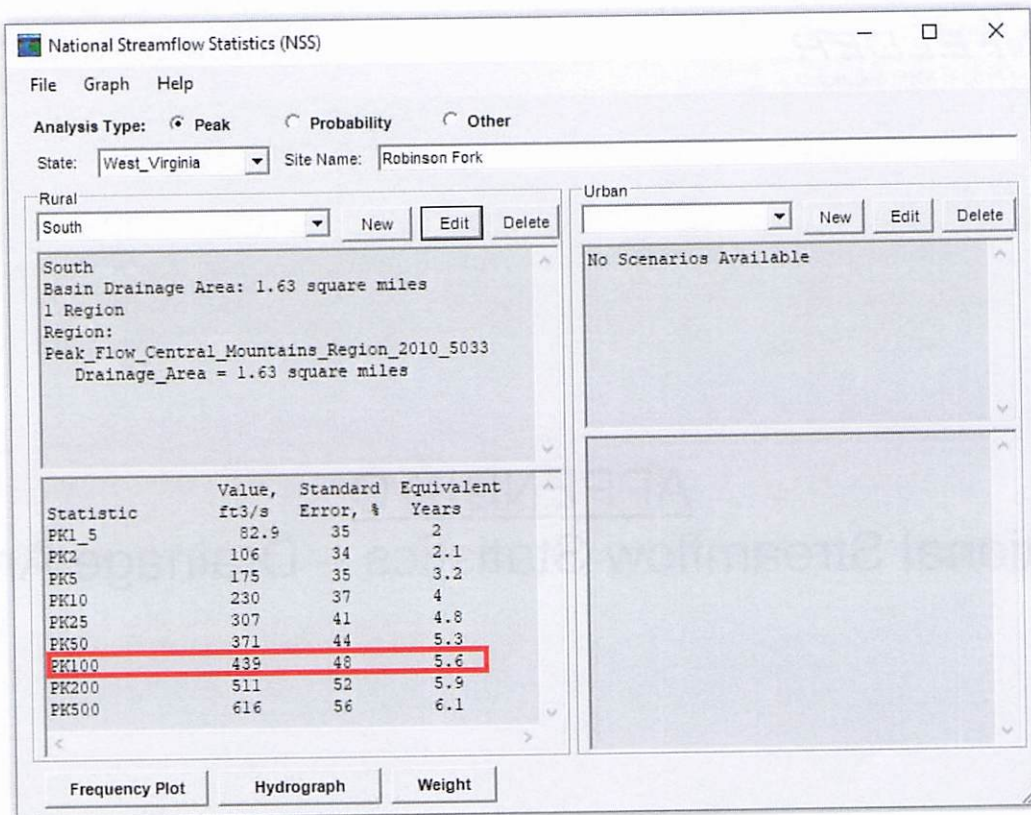 National Streamflow Statistics (NSS)
File Graph Help
Analysis Type: Peak Probability Other
State: West_Virginia Site Name: Robinson Fork
Rural
South New Edit Delete
South
Basin Drainage Area: 1.63 square miles
1 Region
Region:
Peak_Flow_Central_Mountains_Region_2010_5033
Drainage_Area = 1.63 square miles
Urban
New Edit Delete
No Scenarios Available
Value, Standard Equivalent
Statistic ft3/s Error, % Years
PK1_5 82.9 35 2
PK2 106 34 2.1
PK5 175 35 3.2
PK10 230 37 4
PK25 307 41 4.8
PK50 371 44 5.3
PK100 439 48 5.6
PK200 511 52 5.9
PK500 616 56 6.1
Frequency Plot Hydrograph Weight